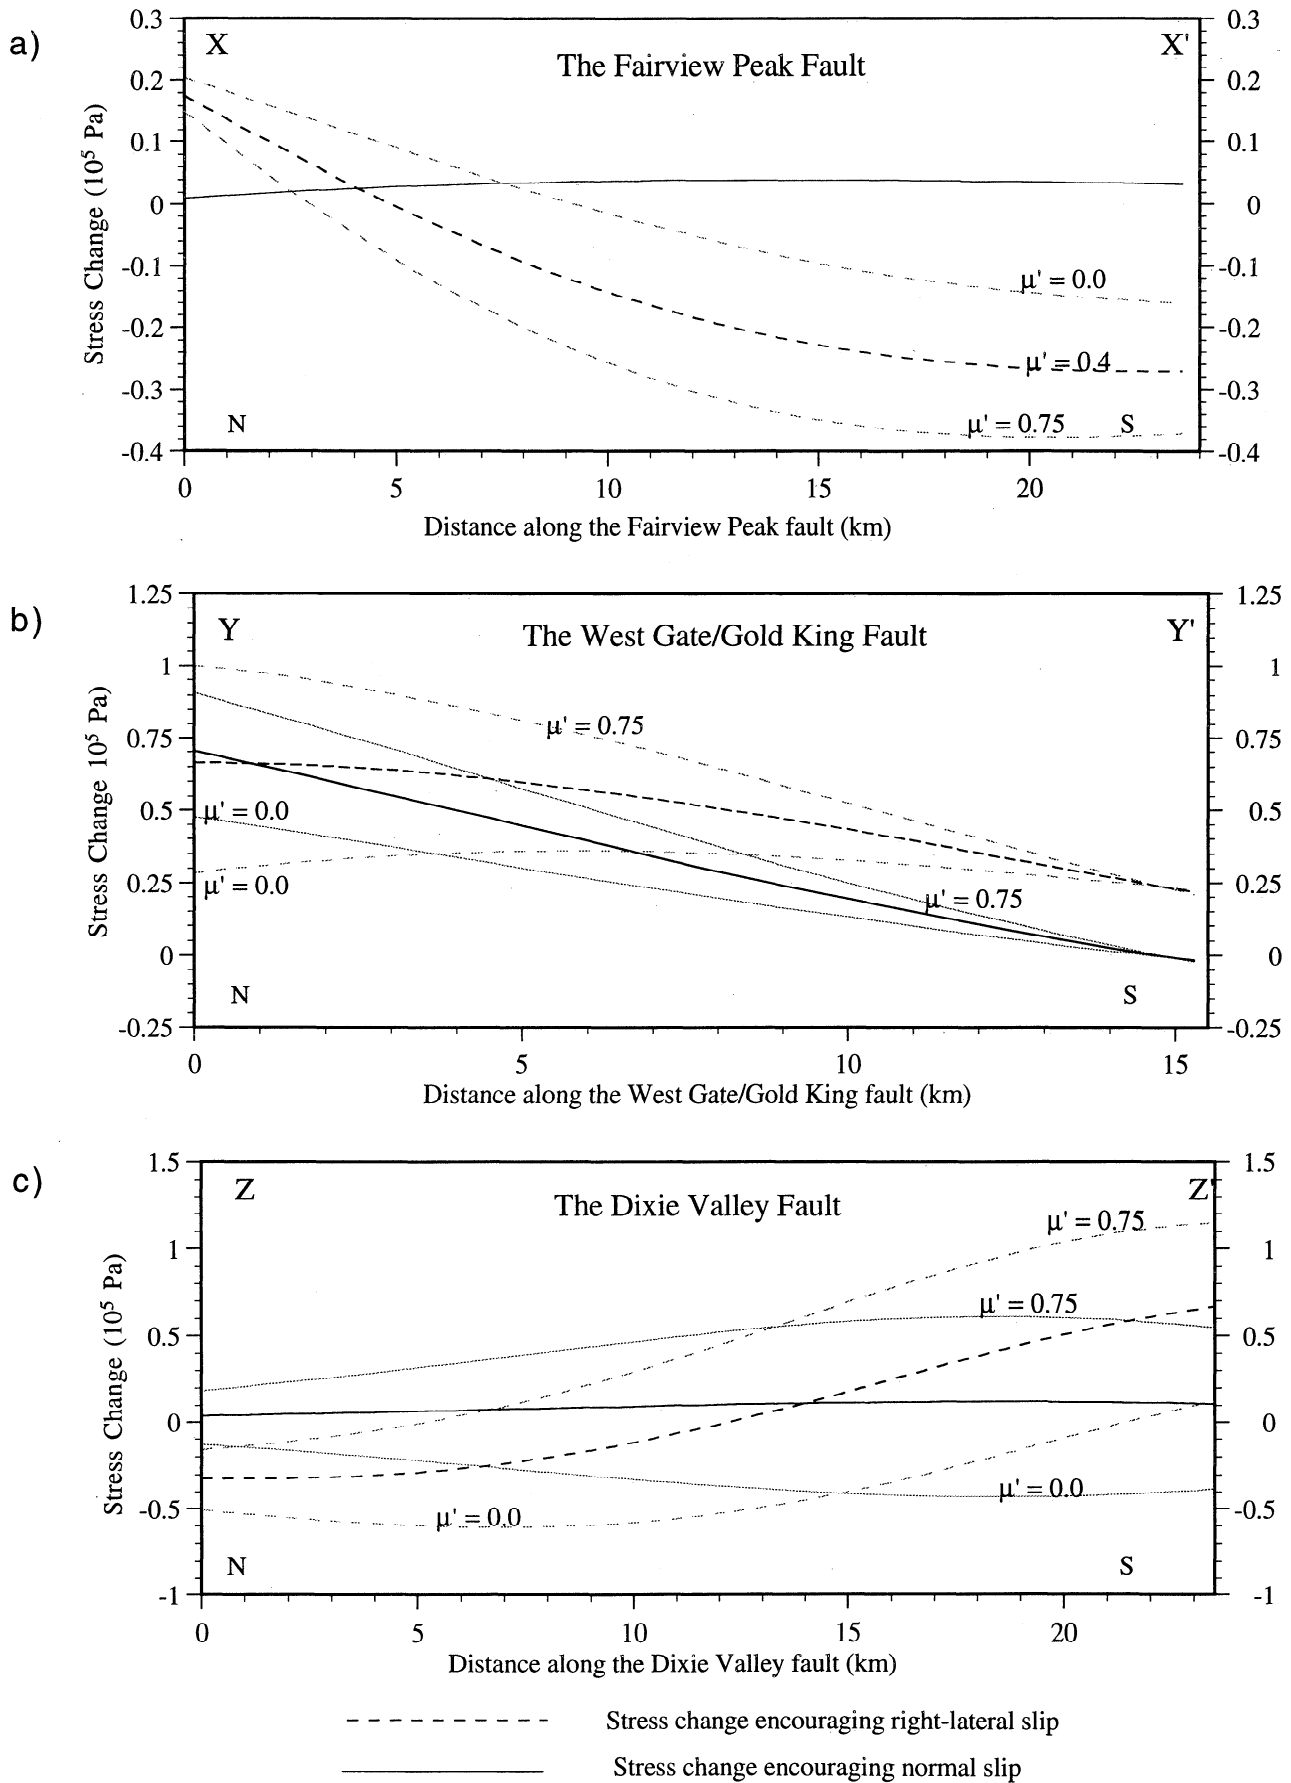 a)
X
X'
The Fairview Peak Fault
0.3
0.2
0.1
0
-0.1
-0.2
-0.3
-0.4
0.3
0.2
0.1
0
-0.1
-0.2
-0.3
-0.4
Stress Change (10⁵ Pa)
μ' = 0.0
μ' = 0.4
μ' = 0.75
N
S
0 5 10 15 20
Distance along the Fairview Peak fault (km)
b)
Y
Y'
The West Gate/Gold King Fault
1.25
1
0.75
0.5
0.25
0
-0.25
1.25
1
0.75
0.5
0.25
0
-0.25
Stress Change 10⁵ Pa)
μ' = 0.75
μ' = 0.0
μ' = 0.0
μ' = 0.75
N
S
0 5 10 15
Distance along the West Gate/Gold King fault (km)
c)
Z
Z'
The Dixie Valley Fault
1.5
1
0.5
0
-0.5
-1
1.5
1
0.5
0
-0.5
-1
Stress Change (10⁵ Pa)
μ' = 0.75
μ' = 0.75
μ' = 0.0
μ' = 0.0
N
S
0 5 10 15 20
Distance along the Dixie Valley fault (km)
Stress change encouraging right-lateral slip
Stress change encouraging normal slip